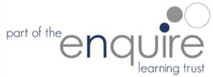 part of the
enquire
learning trust